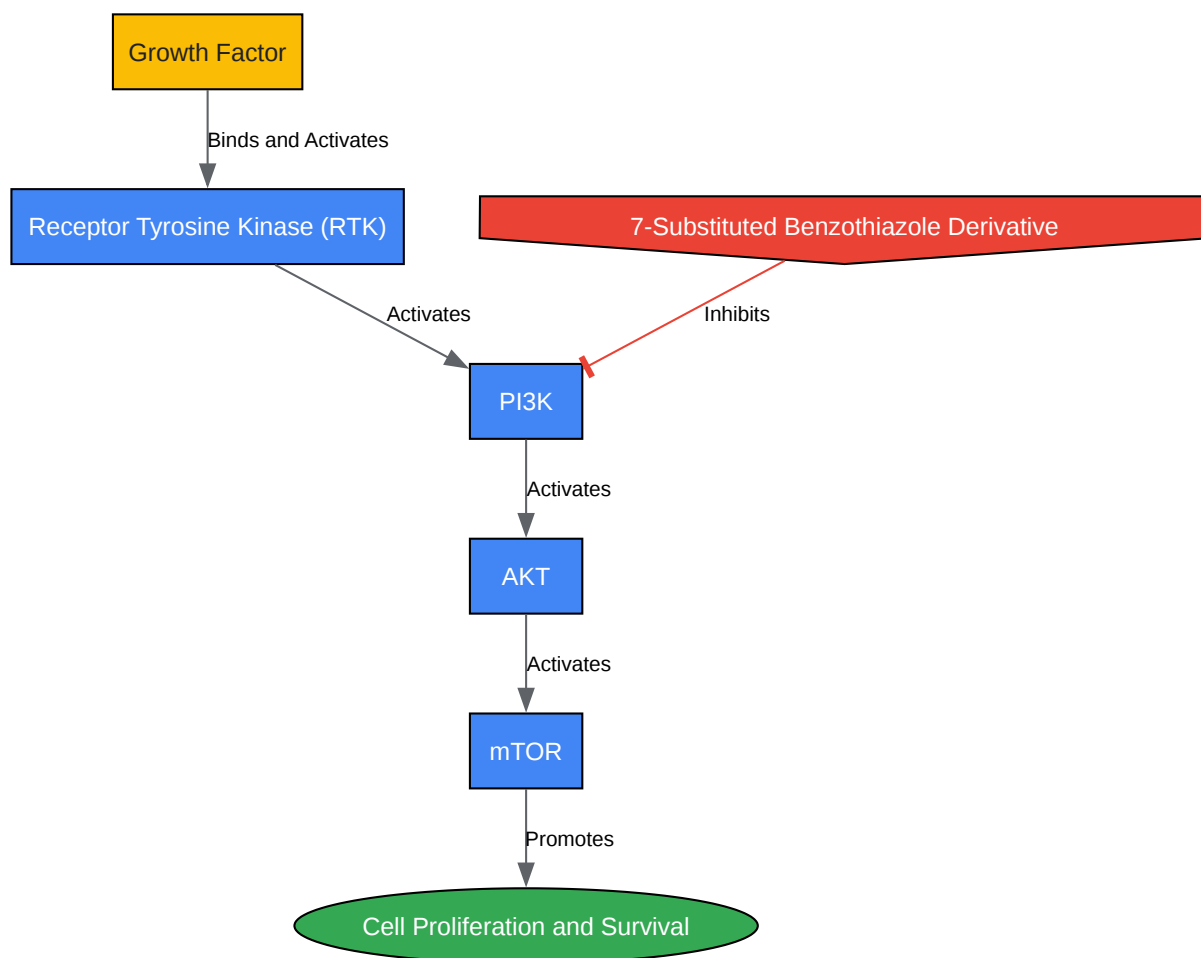 Growth Factor
Binds and Activates
Receptor Tyrosine Kinase (RTK)
7-Substituted Benzothiazole Derivative
Activates
Inhibits
PI3K
Activates
AKT
Activates
mTOR
Promotes
Cell Proliferation and Survival